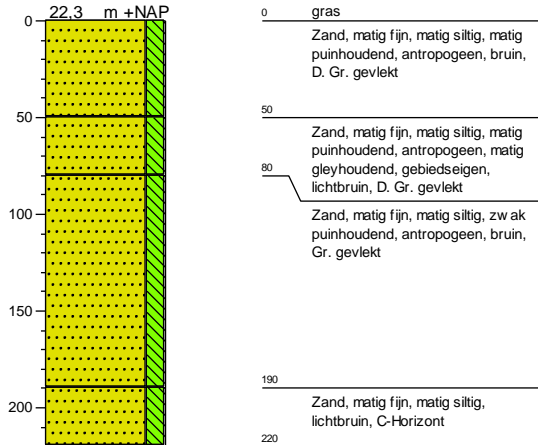 22,3 m +NAP
0
50
100
150
200
0 gras
Zand, matig fijn, matig siltig, matig
puinhoudend, antropogeen, bruin,
D. Gr. gevlekt
50
Zand, matig fijn, matig siltig, matig
puinhoudend, antropogeen, matig
gleyhoudend, gebiedseigen,
lichtbruin, D. Gr. gevlekt
80
Zand, matig fijn, matig siltig, zwak
puinhoudend, antropogeen, bruin,
Gr. gevlekt
190
Zand, matig fijn, matig siltig,
lichtbruin, C-Horizont
220